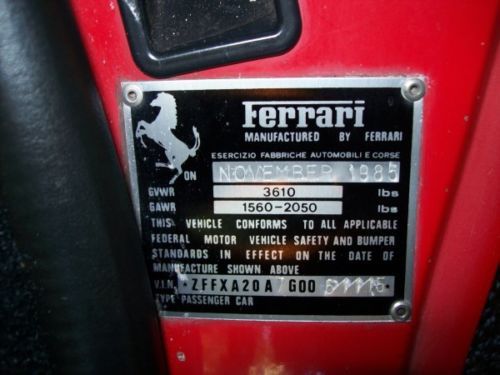 Ferrari
MANUFACTURED BY FERRARI
ESERCIZIO FABBRICHE AUTOMOBILI E CORSE
ON NOVEMBER 1985
GVWR 3610 lbs
GAWR 1560-2050 lbs
THIS VEHICLE CONFORMS TO ALL APPLICABLE
FEDERAL MOTOR VEHICLE SAFETY AND BUMPER
STANDARDS IN EFFECT ON THE DATE OF
MANUFACTURE SHOWN ABOVE
V.I.N. *ZFFXA20A G00
TYPE PASSENGER CAR